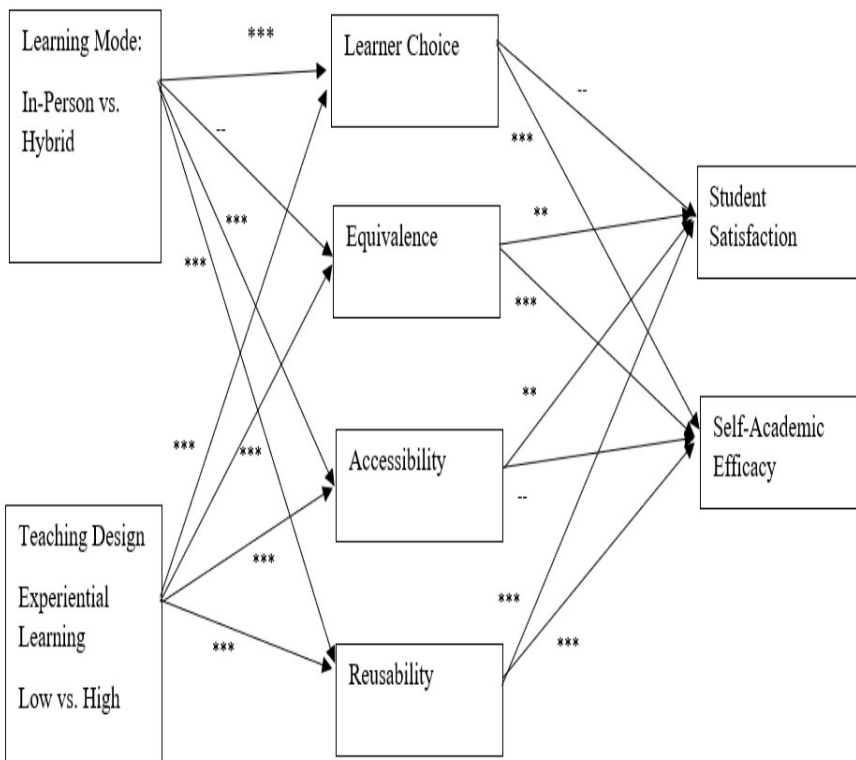 Learning Mode:
In-Person vs.
Hybrid
***
Learner Choice
--
--
***
***
Equivalence
**
Student
Satisfaction
***
***
**
***
***
Accessibility
Self-Academic
Efficacy
--
Teaching Design
Experiential
Learning
Low vs. High
***
***
***
***
Reusability